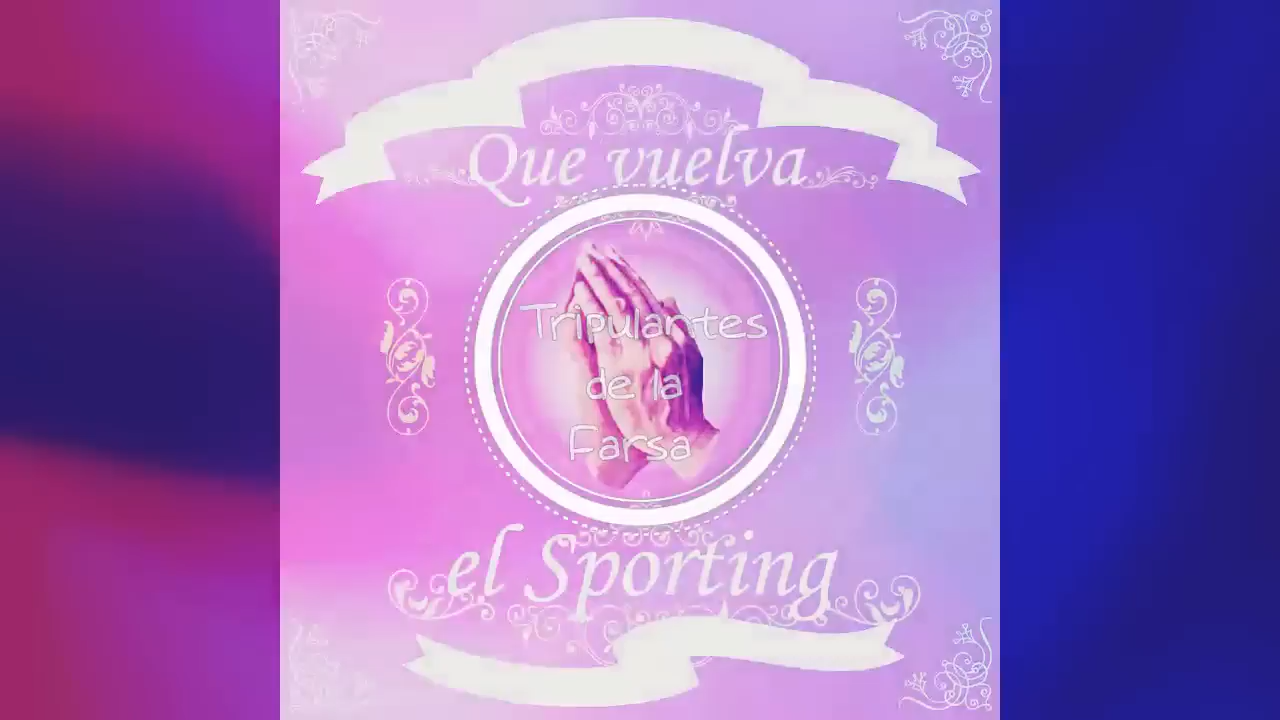 Que vuelva
Tripulantes
de la
Farsa
el Sporting